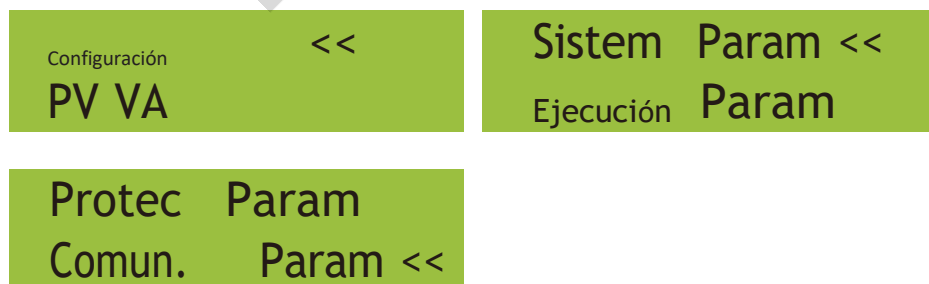 Configuración <<
PV VA
Sistem Param <<
Ejecución Param
Protec Param
Comun. Param <<